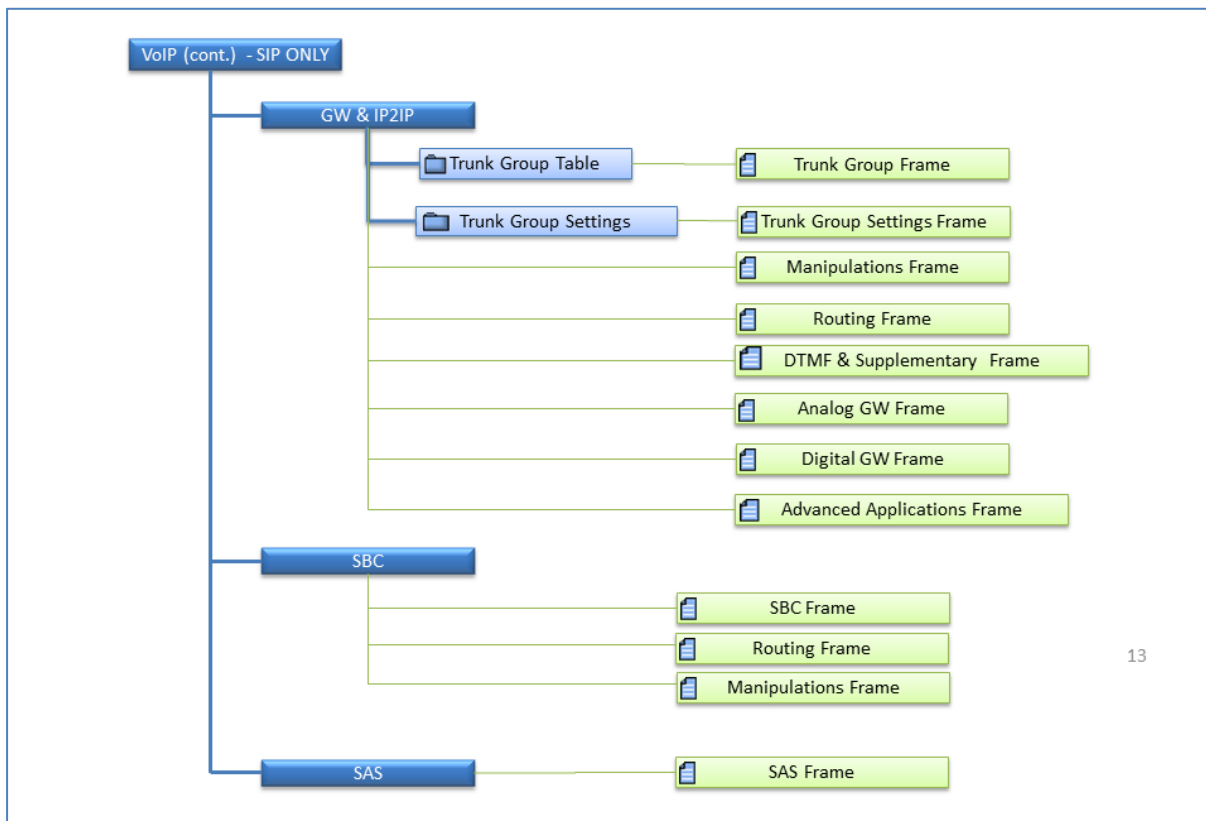 VoIP (cont.) - SIP ONLY
GW & IP2IP
Trunk Group Table
Trunk Group Frame
Trunk Group Settings
Trunk Group Settings Frame
Manipulations Frame
Routing Frame
DTMF & Supplementary Frame
Analog GW Frame
Digital GW Frame
Advanced Applications Frame
SBC
SBC Frame
Routing Frame
13
Manipulations Frame
SAS
SAS Frame